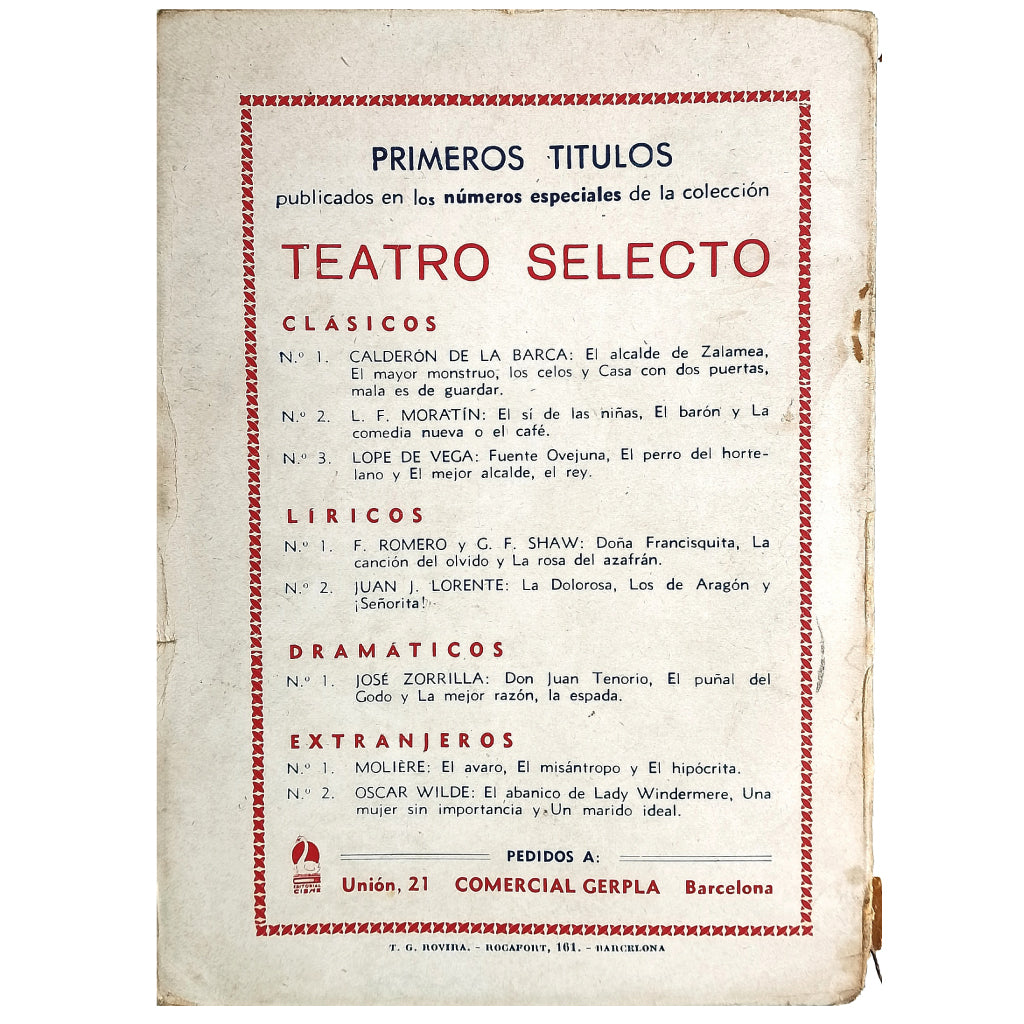 PRIMEROS TITULOS
publicados en los números especiales de la colección
TEATRO SELECTO
CLÁSICOS
N.º 1. CALDERÓN DE LA BARCA: El alcalde de Zalamea,
El mayor monstruo, los celos y Casa con dos puertas,
mala es de guardar.
N.º 2. L. F. MORATÍN: El sí de las niñas, El barón y La
comedia nueva o el café.
N.º 3. LOPE DE VEGA: Fuente Ovejuna, El perro del horte-
lano y El mejor alcalde, el rey.
LÍRICOS
N.º 1. F. ROMERO y G. F. SHAW: Doña Francisquita, La
canción del olvido y La rosa del azafrán.
N.º 2. JUAN J. LORENTE: La Dolorosa, Los de Aragón y
¡Señorita!
DRAMÁTICOS
N.º 1. JOSÉ ZORRILLA: Don Juan Tenorio, El puñal del
Godo y La mejor razón, la espada.
EXTRANJEROS
N.º 1. MOLIÈRE: El avaro, El misántropo y El hipócrita.
N.º 2. OSCAR WILDE: El abanico de Lady Windermere, Una
mujer sin importancia y Un marido ideal.
EDITORIAL
CISNE
PEDIDOS A:
Unión, 21 COMERCIAL GERPLA Barcelona
T. G. ROVIRA. - ROCAFORT, 161. - BARCELONA